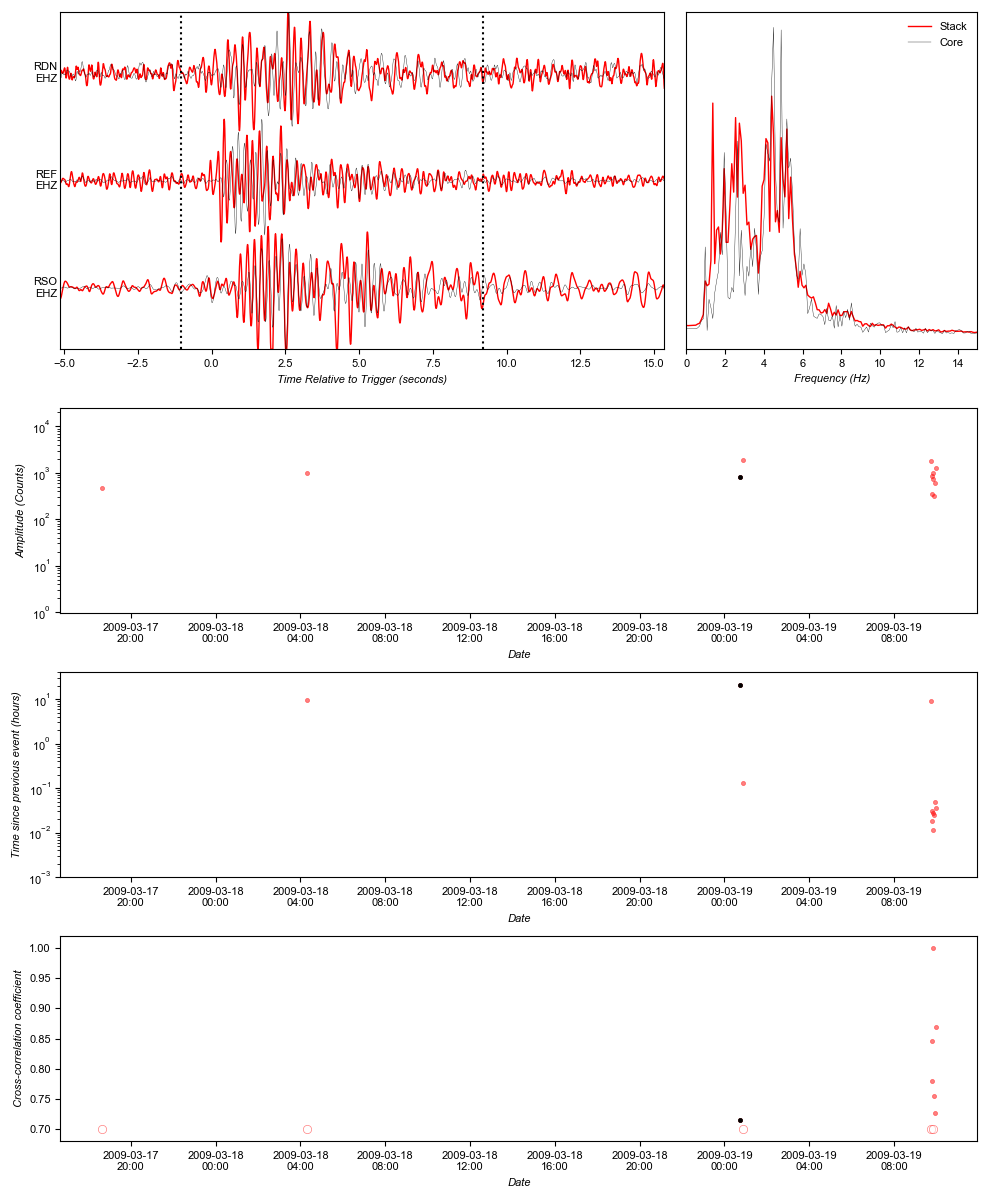 RDN
EHZ
REF
EHZ
RSO
EHZ
−5.0 −2.5 0.0 2.5 5.0 7.5 10.0 12.5 15.0
Time Relative to Trigger (seconds)
Stack
Core
0 2 4 6 8 10 12 14
Frequency (Hz)
10^4
10^3
10^2
10^1
10^0
Amplitude (Counts)
2009-03-17 2009-03-18 2009-03-18 2009-03-18 2009-03-18 2009-03-18 2009-03-18 2009-03-19 2009-03-19 2009-03-19
20:00 00:00 04:00 08:00 12:00 16:00 20:00 00:00 04:00 08:00
Date
10^1
10^0
10^−1
10^−2
10^−3
Time since previous event (hours)
2009-03-17 2009-03-18 2009-03-18 2009-03-18 2009-03-18 2009-03-18 2009-03-18 2009-03-19 2009-03-19 2009-03-19
20:00 00:00 04:00 08:00 12:00 16:00 20:00 00:00 04:00 08:00
Date
1.00
0.95
0.90
0.85
0.80
0.75
0.70
Cross-correlation coefficient
2009-03-17 2009-03-18 2009-03-18 2009-03-18 2009-03-18 2009-03-18 2009-03-18 2009-03-19 2009-03-19 2009-03-19
20:00 00:00 04:00 08:00 12:00 16:00 20:00 00:00 04:00 08:00
Date